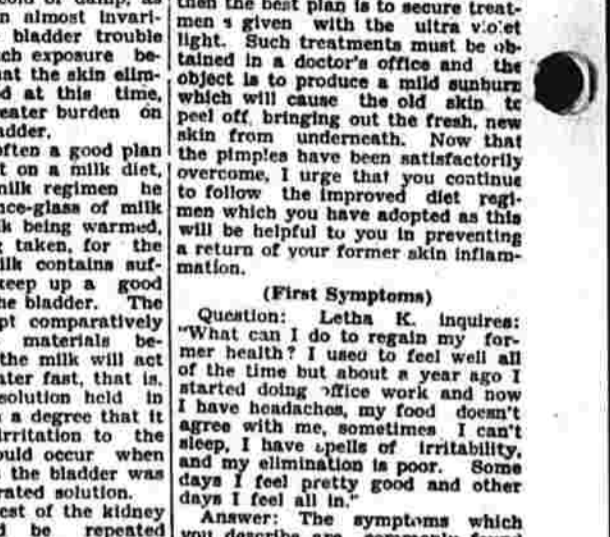 n almost invari-
bladder trouble
ch exposure be-
at the skin elim-
d at this time,
eater burden on
adder.
often a good plan
t on a milk diet,
milk regimen he
nce-glass of milk
k being warmed,
taken, for the
ilk contains suf-
keep up a good
he bladder. The
pt comparatively
materials be-
the milk will act
ater fast, that is,
solution held in
a degree that it
irritation to the
ould occur when
the bladder was
rated solution.
est of the kidney
be repeated
then the best plan is to secure treat-
men s given with the ultra violet
light. Such treatments must be ob-
tained in a doctor's office and the
object is to produce a mild sunburn
which will cause the old skin to
peel off, bringing out the fresh, new
skin from underneath. Now that
the pimples have been satisfactorily
overcome, I urge that you continue
to follow the improved diet regi-
men which you have adopted as this
will be helpful to you in preventing
a return of your former skin inflam-
mation.
(First Symptoms)
Question: Letha K. inquires:
"What can I do to regain my for-
mer health? I used to feel well all
of the time but about a year ago I
started doing office work and now
I have headaches, my food doesn't
agree with me, sometimes I can't
sleep, I have spells of irritability,
and my elimination is poor. Some
days I feel pretty good and other
days I feel all in."
Answer: The symptoms which
you describe are commonly found